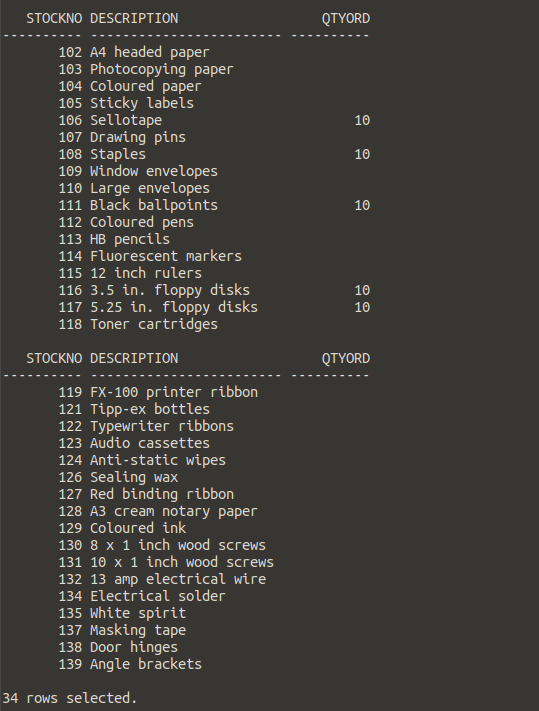 STOCKNO DESCRIPTION QTYORD
---------- ------------------------ ----------
102 A4 headed paper
103 Photocopying paper
104 Coloured paper
105 Sticky labels
106 Sellotape 10
107 Drawing pins
108 Staples 10
109 Window envelopes
110 Large envelopes
111 Black ballpoints 10
112 Coloured pens
113 HB pencils
114 Fluorescent markers
115 12 inch rulers
116 3.5 in. floppy disks 10
117 5.25 in. floppy disks 10
118 Toner cartridges
STOCKNO DESCRIPTION QTYORD
---------- ------------------------ ----------
119 FX-100 printer ribbon
121 Tipp-ex bottles
122 Typewriter ribbons
123 Audio cassettes
124 Anti-static wipes
126 Sealing wax
127 Red binding ribbon
128 A3 cream notary paper
129 Coloured ink
130 8 x 1 inch wood screws
131 10 x 1 inch wood screws
132 13 amp electrical wire
134 Electrical solder
135 White spirit
137 Masking tape
138 Door hinges
139 Angle brackets
34 rows selected.